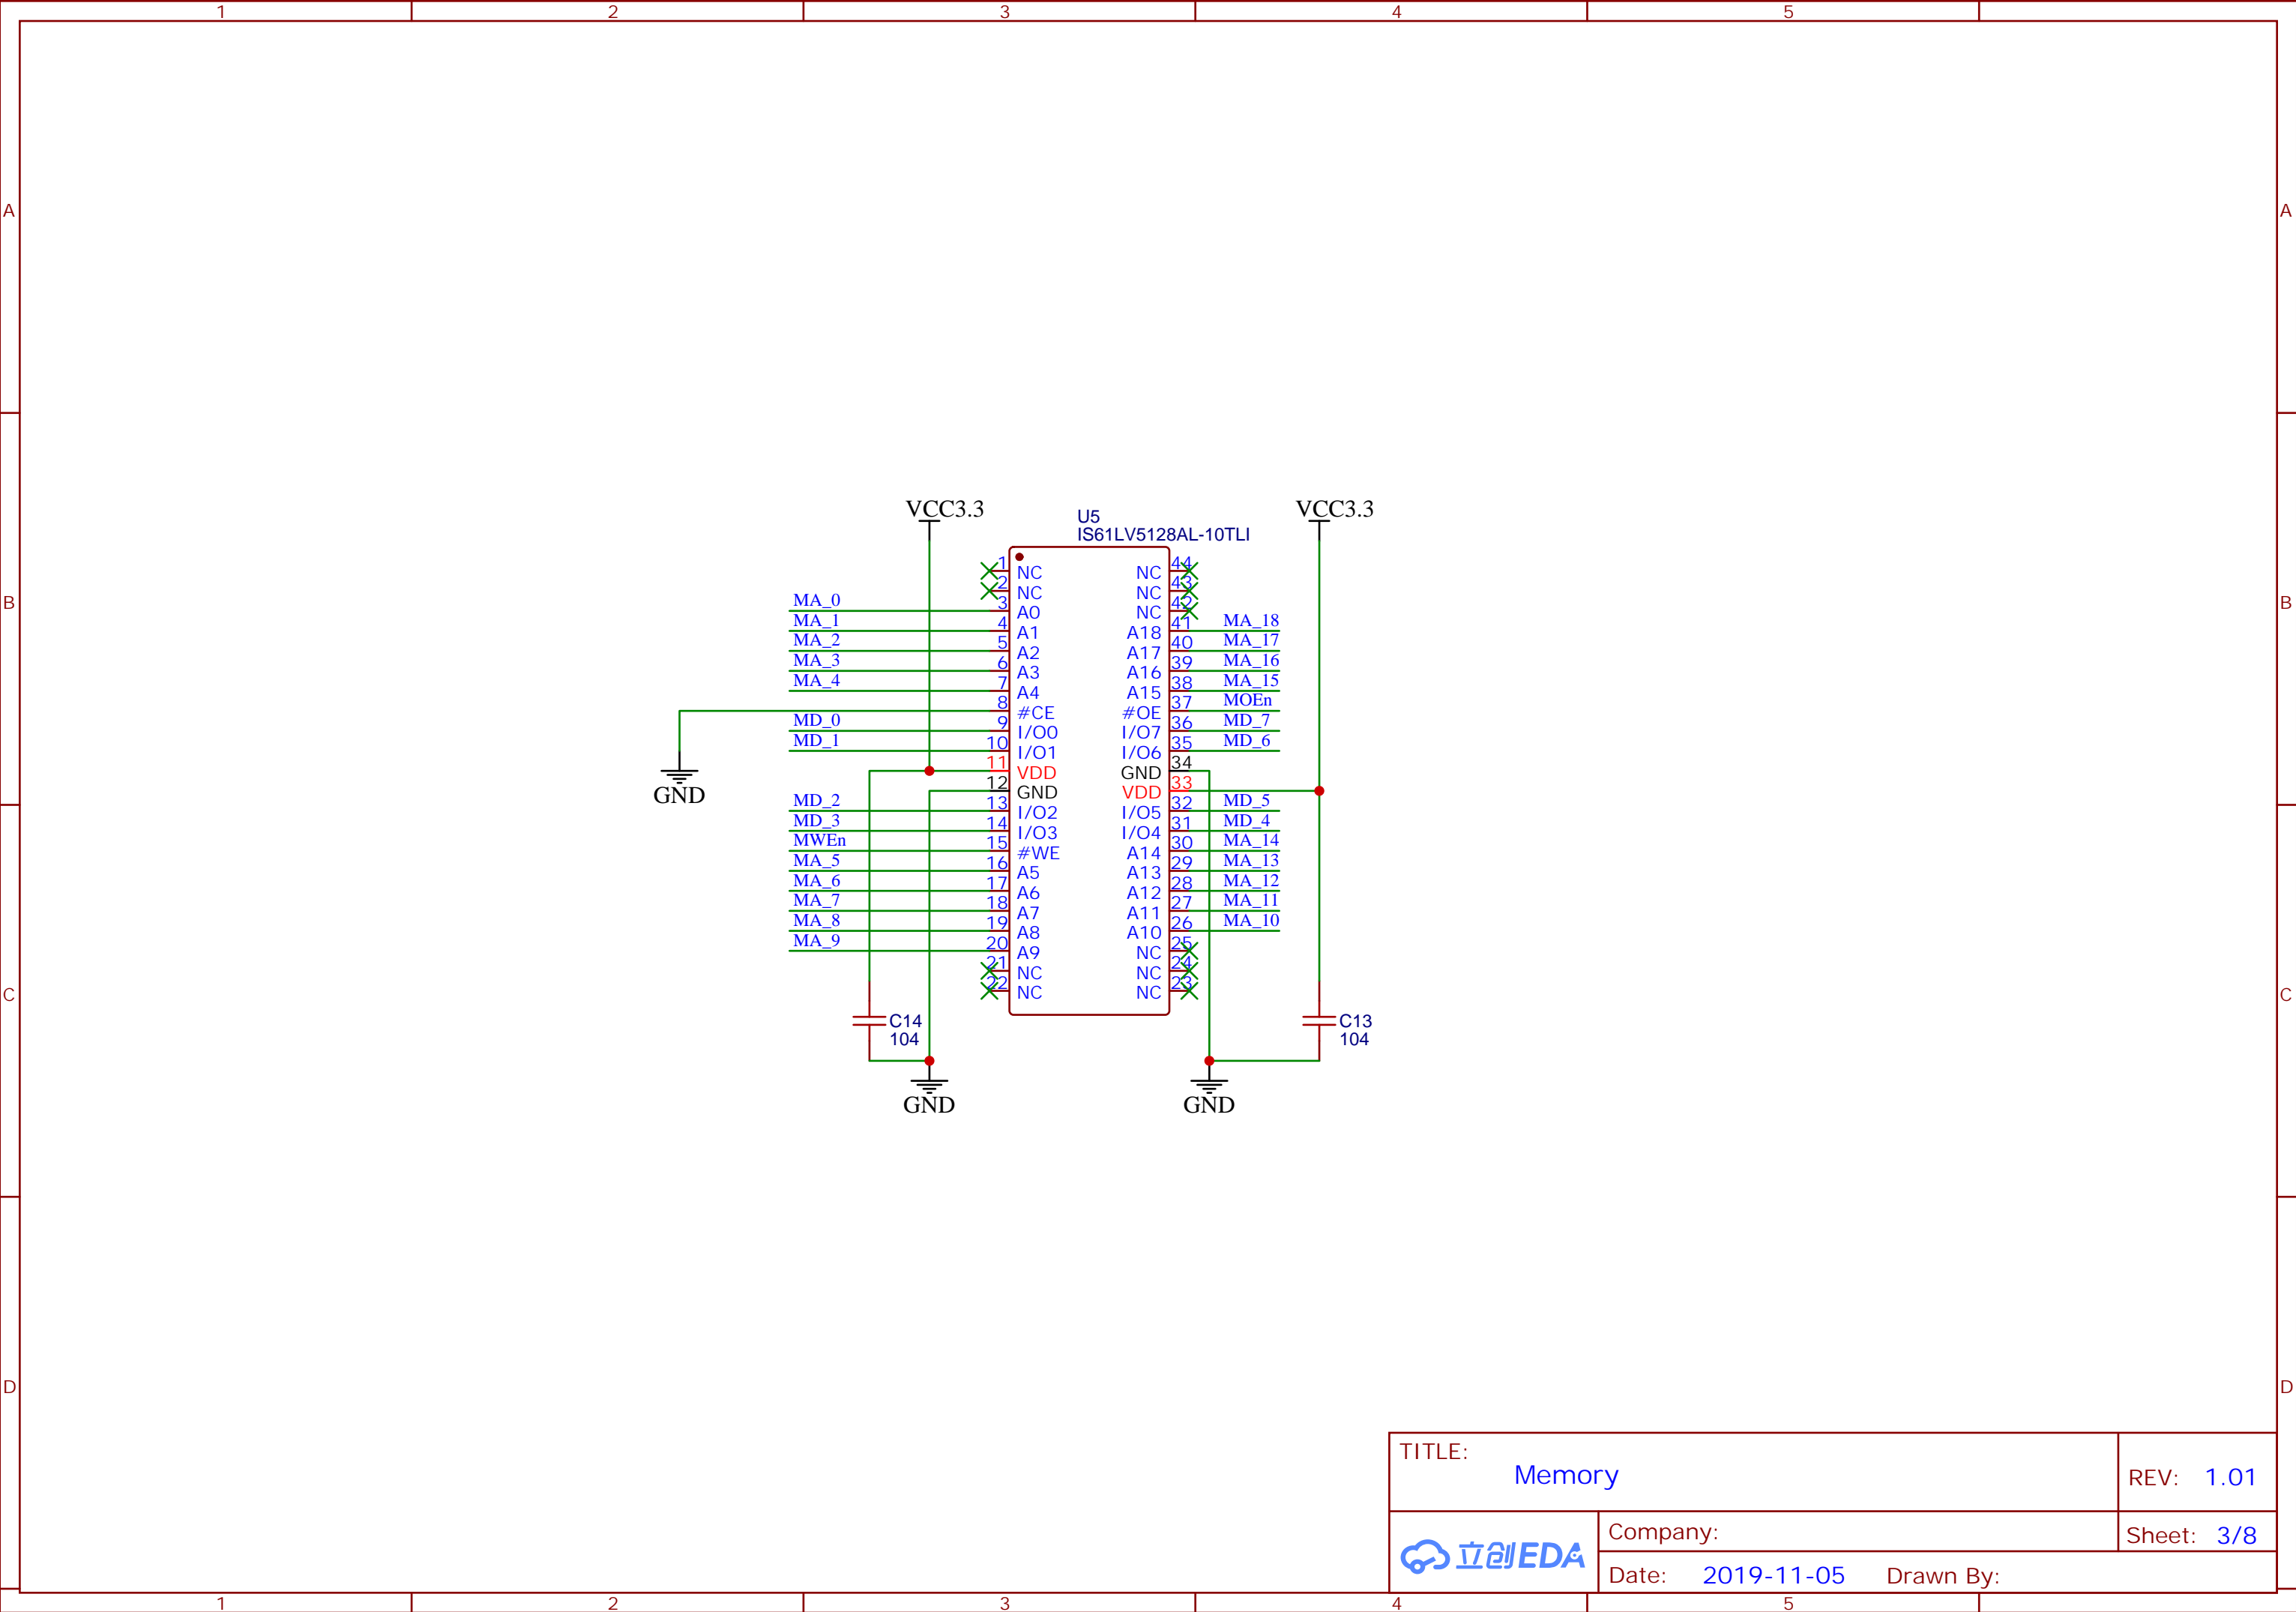 1 2 3 4 5
A A
B B
C C
D D
VCC3.3 VCC3.3
U5
IS61LV5128AL-10TLI
1 NC NC 44
2 NC NC 43
MA_0 3 A0 NC 42
MA_1 4 A1 A18 41 MA_18
MA_2 5 A2 A17 40 MA_17
MA_3 6 A3 A16 39 MA_16
MA_4 7 A4 A15 38 MA_15
8 #CE #OE 37 MOEn
MD_0 9 I/O0 I/O7 36 MD_7
MD_1 10 I/O1 I/O6 35 MD_6
11 VDD GND 34
GND
12 GND VDD 33
MD_2 13 I/O2 I/O5 32 MD_5
MD_3 14 I/O3 I/O4 31 MD_4
MWEn 15 #WE A14 30 MA_14
MA_5 16 A5 A13 29 MA_13
MA_6 17 A6 A12 28 MA_12
MA_7 18 A7 A11 27 MA_11
MA_8 19 A8 A10 26 MA_10
MA_9 20 A9 NC 25
21 NC NC 24
22 NC NC 23
C14 C13
104 104
GND GND
TITLE:
Memory
REV: 1.01
立创EDA
Company:
Sheet: 3/8
Date: 2019-11-05 Drawn By:
1 2 3 4 5